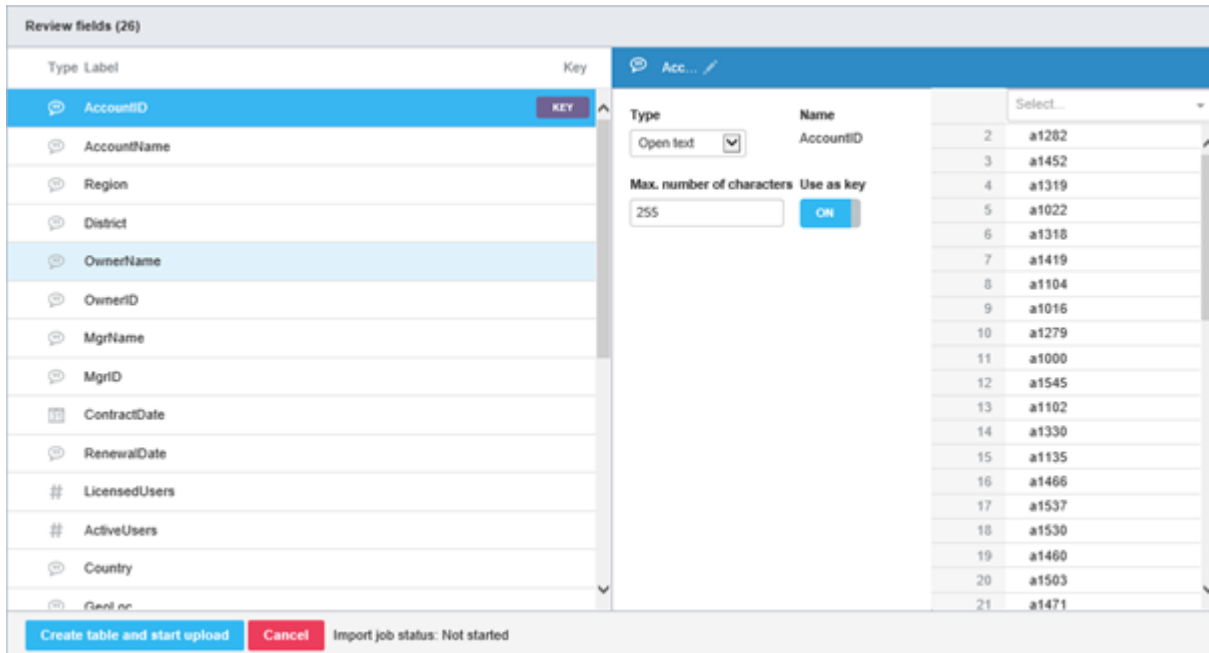 Review fields (26)
Type Label Key
AccountID KEY
AccountName
Region
District
OwnerName
OwnerID
MgrName
MgrID
31 ContractDate
RenewalDate
# LicensedUsers
# ActiveUsers
Country
GeoLoc
Acc...
Type Name
Open text AccountID
Max. number of characters Use as key
255 ON
Select...
2 a1282
3 a1452
4 a1319
5 a1022
6 a1318
7 a1419
8 a1104
9 a1016
10 a1279
11 a1000
12 a1545
13 a1102
14 a1330
15 a1135
16 a1466
17 a1537
18 a1530
19 a1460
20 a1503
21 a1471
Create table and start upload Cancel Import job status: Not started